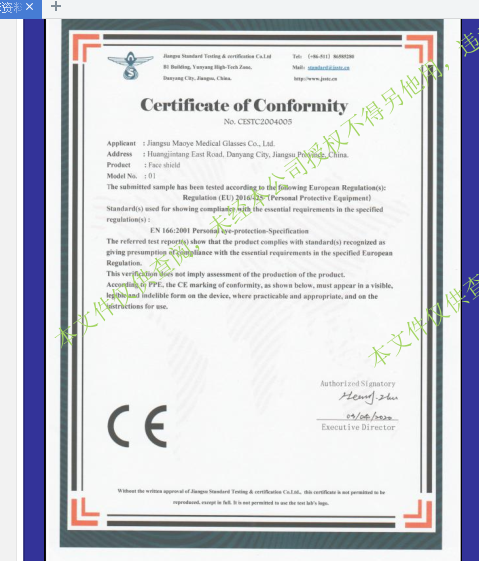 Jiangsu Standard Testing & certification Co.Ltd Tel: (+86-511) 86505280
B1 Building, Yunyang High-Tech Zone, Mail: standard@jsstc.cn
Danyang City, Jiangsu, China. http://www.jsstc.cn
S
Certificate of Conformity
No. CESTC2004005
Applicant : Jiangsu Maoye Medical Glasses Co., Ltd.
Address : Huangjintang East Road, Danyang City, Jiangsu Province, China.
Product : Face shield
Model No. : 01
The submitted sample has been tested according to the following European Regulation(s):
Regulation (EU) 2016/425 (Personal Protective Equipment)
Standard(s) used for showing compliance with the essential requirements in the specified
regulation(s) :
EN 166:2001 Personal eye-protection-Specification
The referred test report(s) show that the product complies with standard(s) recognized as
giving presumption of compliance with the essential requirements in the specified European
Regulation.
This verification does not imply assessment of the production of the product.
According to PPE, the CE marking of conformity, as shown below, must appear in a visible,
legible and indelible form on the device, where practicable and appropriate, and on the
instructions for use.
本文件仅供查阅，未经本公司授权不得另他用，违
本文件仅供查
Authorized Signatory
03/04/2020
Executive Director
CE
Without the written approval of Jiangsu Standard Testing & certification Co.Ltd., this certificate is not permitted to be
reproduced, except in full. It is not permitted to use the test lab's logo.